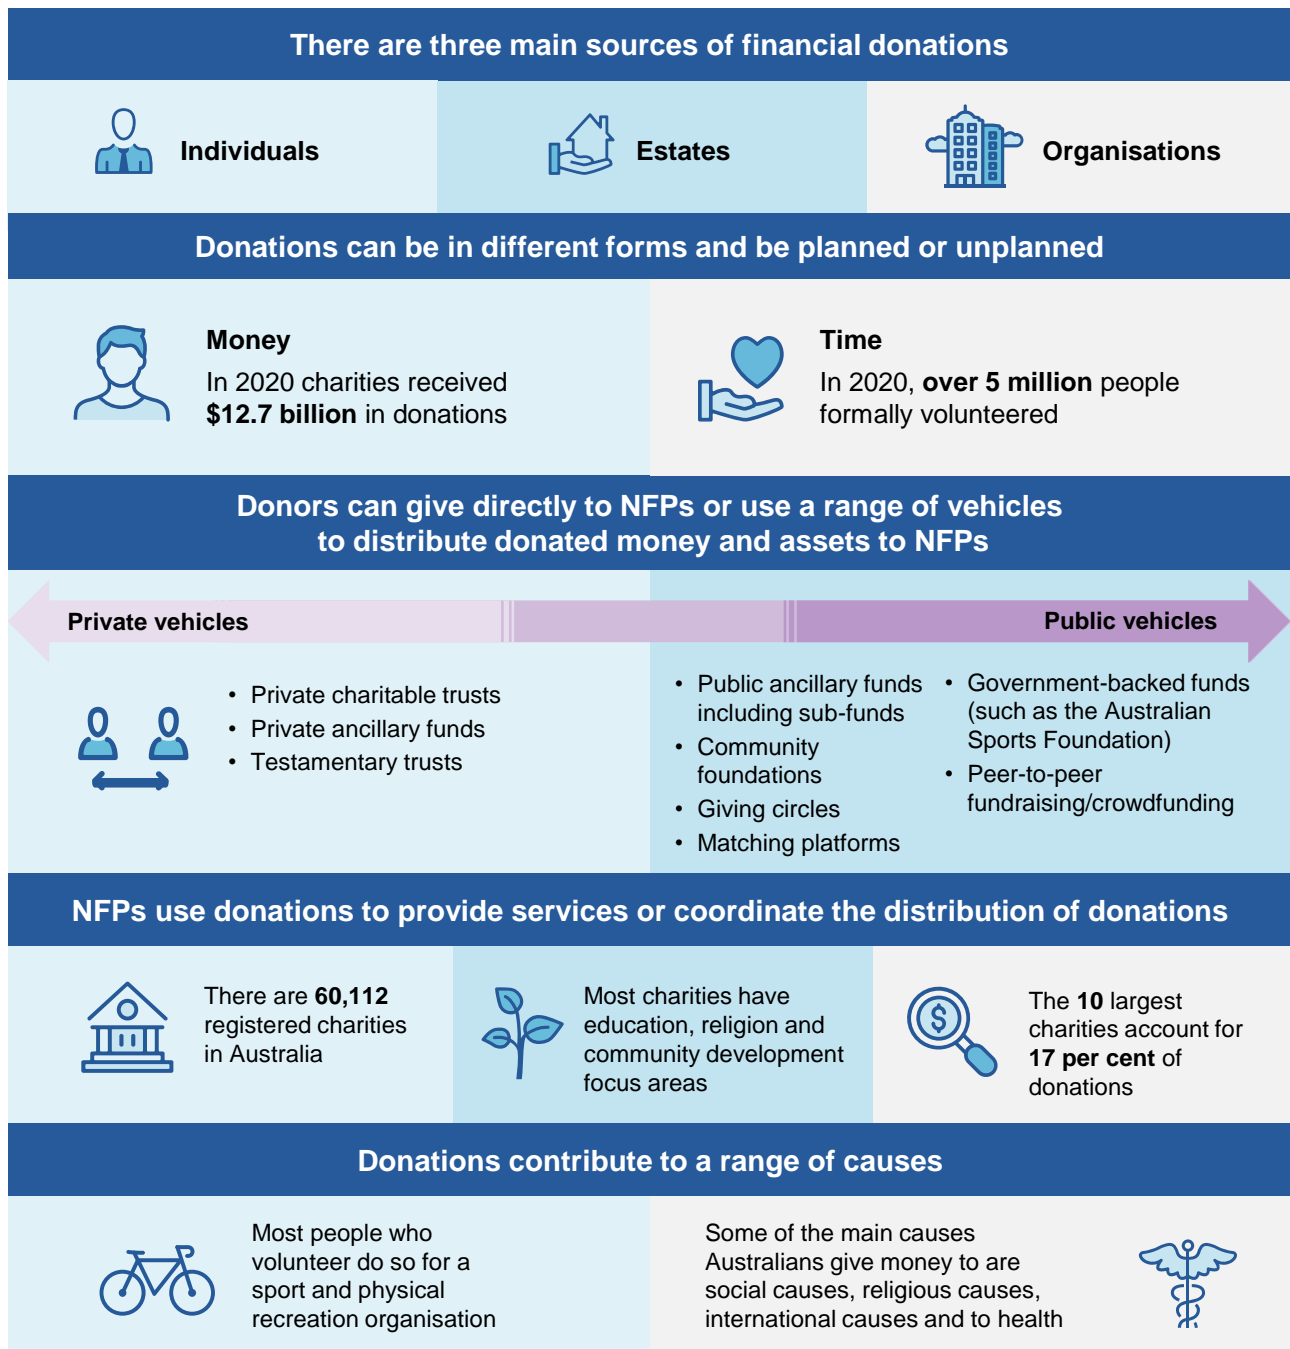 There are three main sources of financial donations
Individuals
Estates
Organisations
Donations can be in different forms and be planned or unplanned
Money
In 2020 charities received
$12.7 billion in donations
Time
In 2020, over 5 million people
formally volunteered
Donors can give directly to NFPs or use a range of vehicles
to distribute donated money and assets to NFPs
Private vehicles
Public vehicles
• Private charitable trusts
• Private ancillary funds
• Testamentary trusts
• Public ancillary funds
including sub-funds
• Community
foundations
• Giving circles
• Matching platforms
• Government-backed funds
(such as the Australian
Sports Foundation)
• Peer-to-peer
fundraising/crowdfunding
NFPs use donations to provide services or coordinate the distribution of donations
There are 60,112
registered charities
in Australia
Most charities have
education, religion and
community development
focus areas
$
The 10 largest
charities account for
17 per cent of
donations
Donations contribute to a range of causes
Most people who
volunteer do so for a
sport and physical
recreation organisation
Some of the main causes
Australians give money to are
social causes, religious causes,
international causes and to health